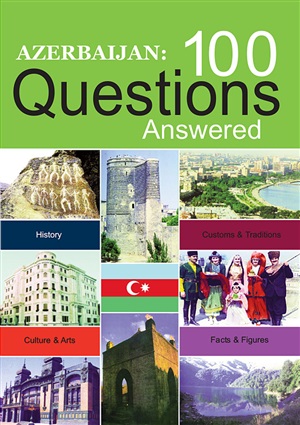 AZERBAIJAN: 100
Questions
Answered
History
Customs & Traditions
Culture & Arts
Facts & Figures